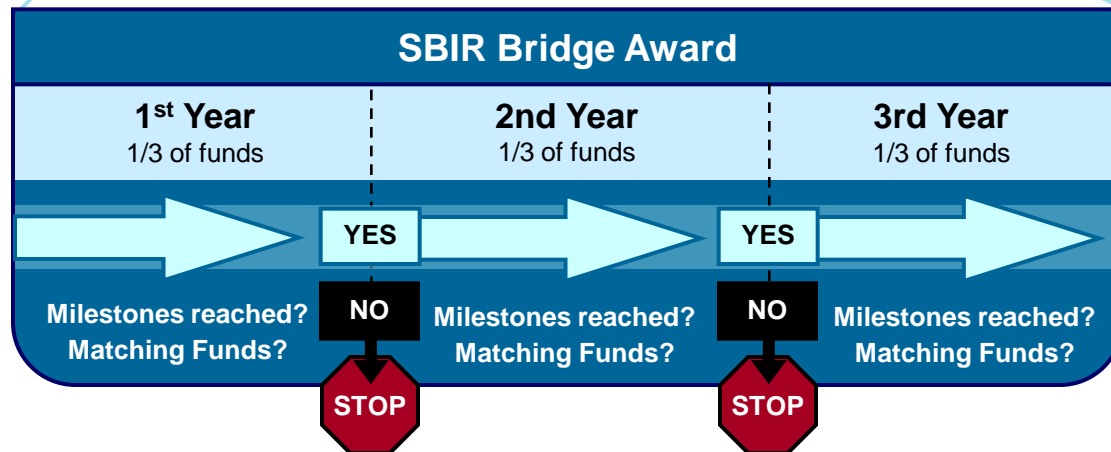 SBIR Bridge Award
1st Year
1/3 of funds
2nd Year
1/3 of funds
3rd Year
1/3 of funds
YES
YES
Milestones reached?
Matching Funds?
NO
Milestones reached?
Matching Funds?
NO
Milestones reached?
Matching Funds?
STOP
STOP